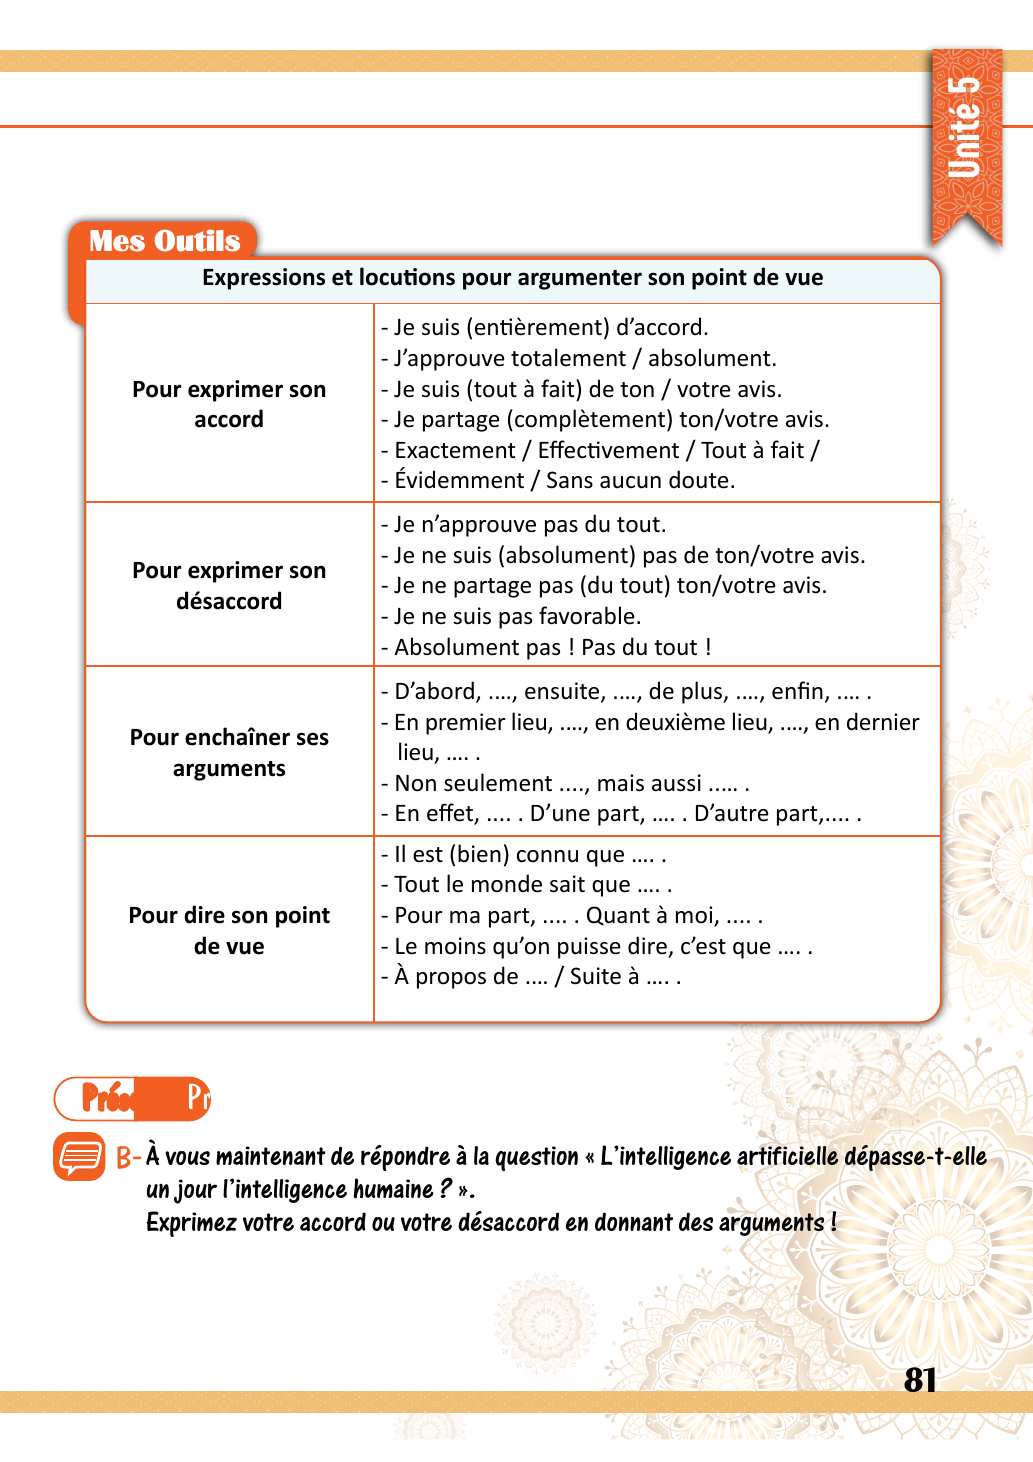 Unité 5
Mes Outils
Expressions et locutions pour argumenter son point de vue
Pour exprimer son
accord
- Je suis (entièrement) d’accord.
- J’approuve totalement / absolument.
- Je suis (tout à fait) de ton / votre avis.
- Je partage (complètement) ton/votre avis.
- Exactement / Effectivement / Tout à fait /
- Évidemment / Sans aucun doute.
Pour exprimer son
désaccord
- Je n’approuve pas du tout.
- Je ne suis (absolument) pas de ton/votre avis.
- Je ne partage pas (du tout) ton/votre avis.
- Je ne suis pas favorable.
- Absolument pas ! Pas du tout !
Pour enchaîner ses
arguments
- D’abord, ...., ensuite, ...., de plus, ...., enfin, .... .
- En premier lieu, ...., en deuxième lieu, ...., en dernier
lieu, .... .
- Non seulement ...., mais aussi ...... .
- En effet, .... . D’une part, .... . D’autre part,.... .
Pour dire son point
de vue
- Il est (bien) connu que .... .
- Tout le monde sait que .... .
- Pour ma part, .... . Quant à moi, .... .
- Le moins qu’on puisse dire, c’est que .... .
- À propos de .... / Suite à .... .
B- À vous maintenant de répondre à la question « L’intelligence artificielle dépasse-t-elle
un jour l’intelligence humaine ? ».
Exprimez votre accord ou votre désaccord en donnant des arguments !
81